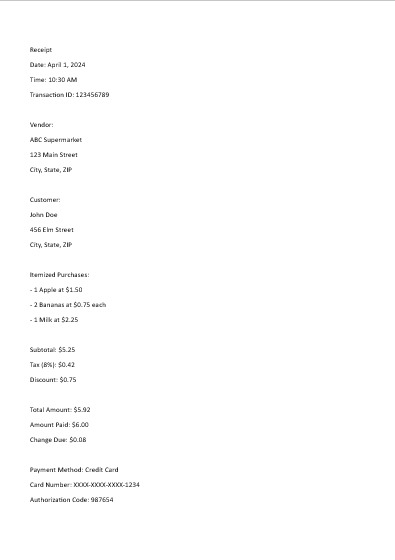 Receipt
Date: April 1, 2024
Time: 10:30 AM
Transaction ID: 123456789
Vendor:
ABC Supermarket
123 Main Street
City, State, ZIP
Customer:
John Doe
456 Elm Street
City, State, ZIP
Itemized Purchases:
- 1 Apple at $1.50
- 2 Bananas at $0.75 each
- 1 Milk at $2.25
Subtotal: $5.25
Tax (8%): $0.42
Discount: $0.75
Total Amount: $5.92
Amount Paid: $6.00
Change Due: $0.08
Payment Method: Credit Card
Card Number: XXXX-XXXX-XXXX-1234
Authorization Code: 987654